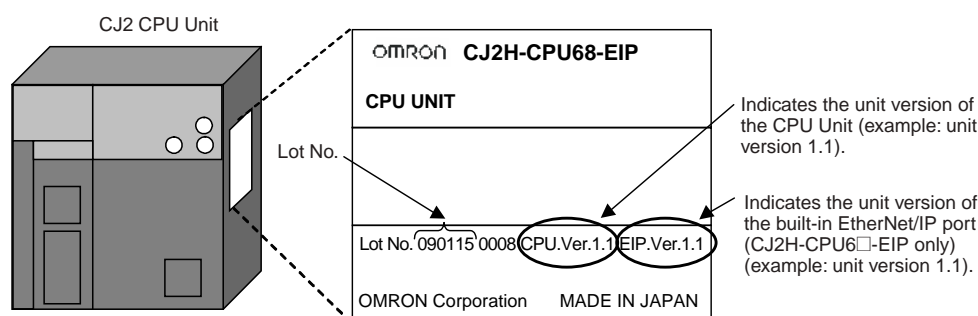 CJ2 CPU Unit
OMRON CJ2H-CPU68-EIP
CPU UNIT
Lot No.
Lot No. 090115 0008 CPU.Ver.1.1 EIP.Ver.1.1
OMRON Corporation MADE IN JAPAN
Indicates the unit version of
the CPU Unit (example: unit
version 1.1).
Indicates the unit version of
the built-in EtherNet/IP port
(CJ2H-CPU6□-EIP only)
(example: unit version 1.1).